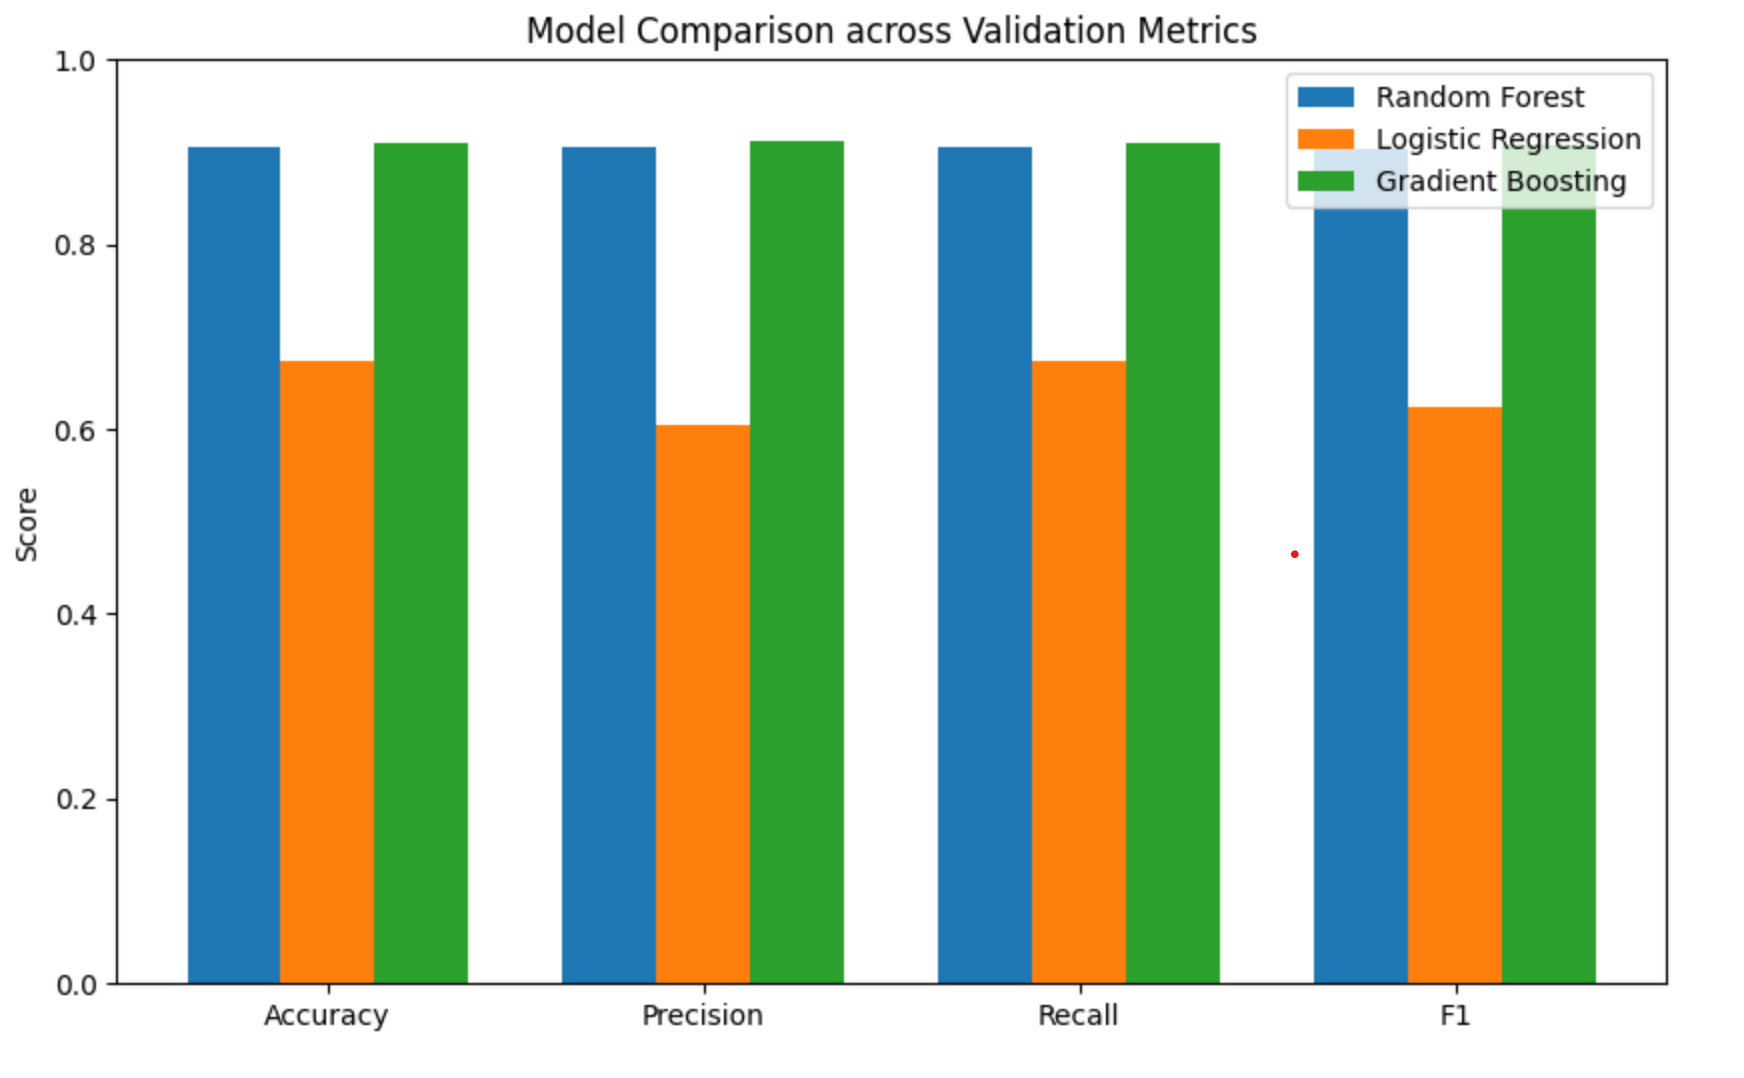 Model Comparison across Validation Metrics
Random Forest
Logistic Regression
Gradient Boosting
1.0
0.8
0.6
0.4
0.2
0.0
Score
Accuracy
Precision
Recall
F1